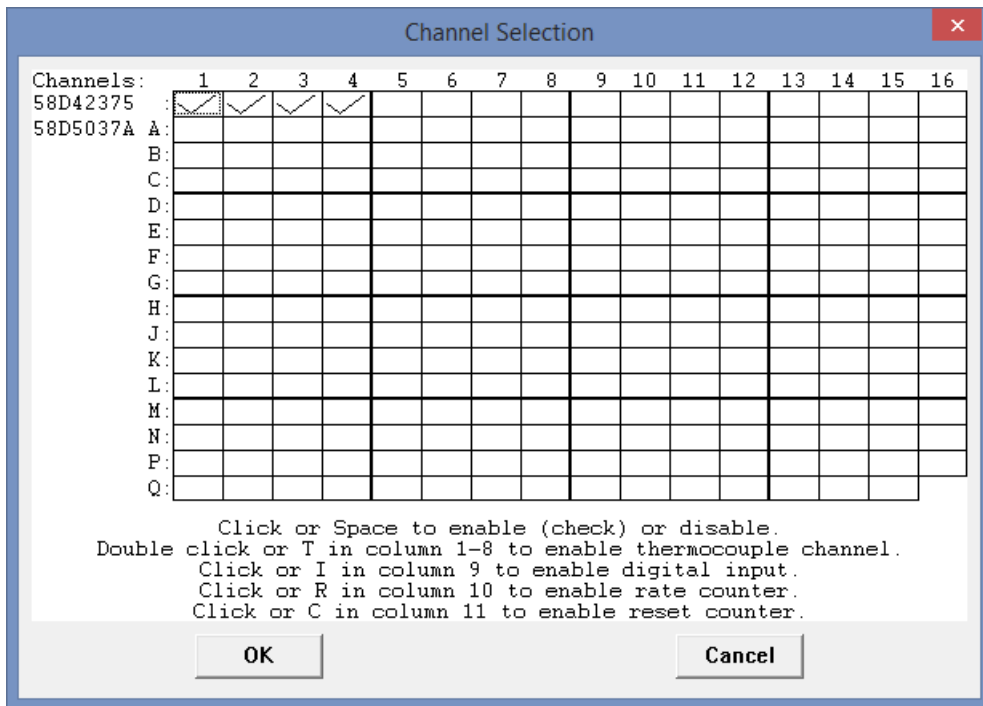 Channel Selection
Channels: 1 2 3 4 5 6 7 8 9 10 11 12 13 14 15 16
58D42375 :
58D5037A A:
B:
C:
D:
E:
F:
G:
H:
J:
K:
L:
M:
N:
P:
Q:
Click or Space to enable (check) or disable.
Double click or T in column 1-8 to enable thermocouple channel.
Click or I in column 9 to enable digital input.
Click or R in column 10 to enable rate counter.
Click or C in column 11 to enable reset counter.
OK Cancel